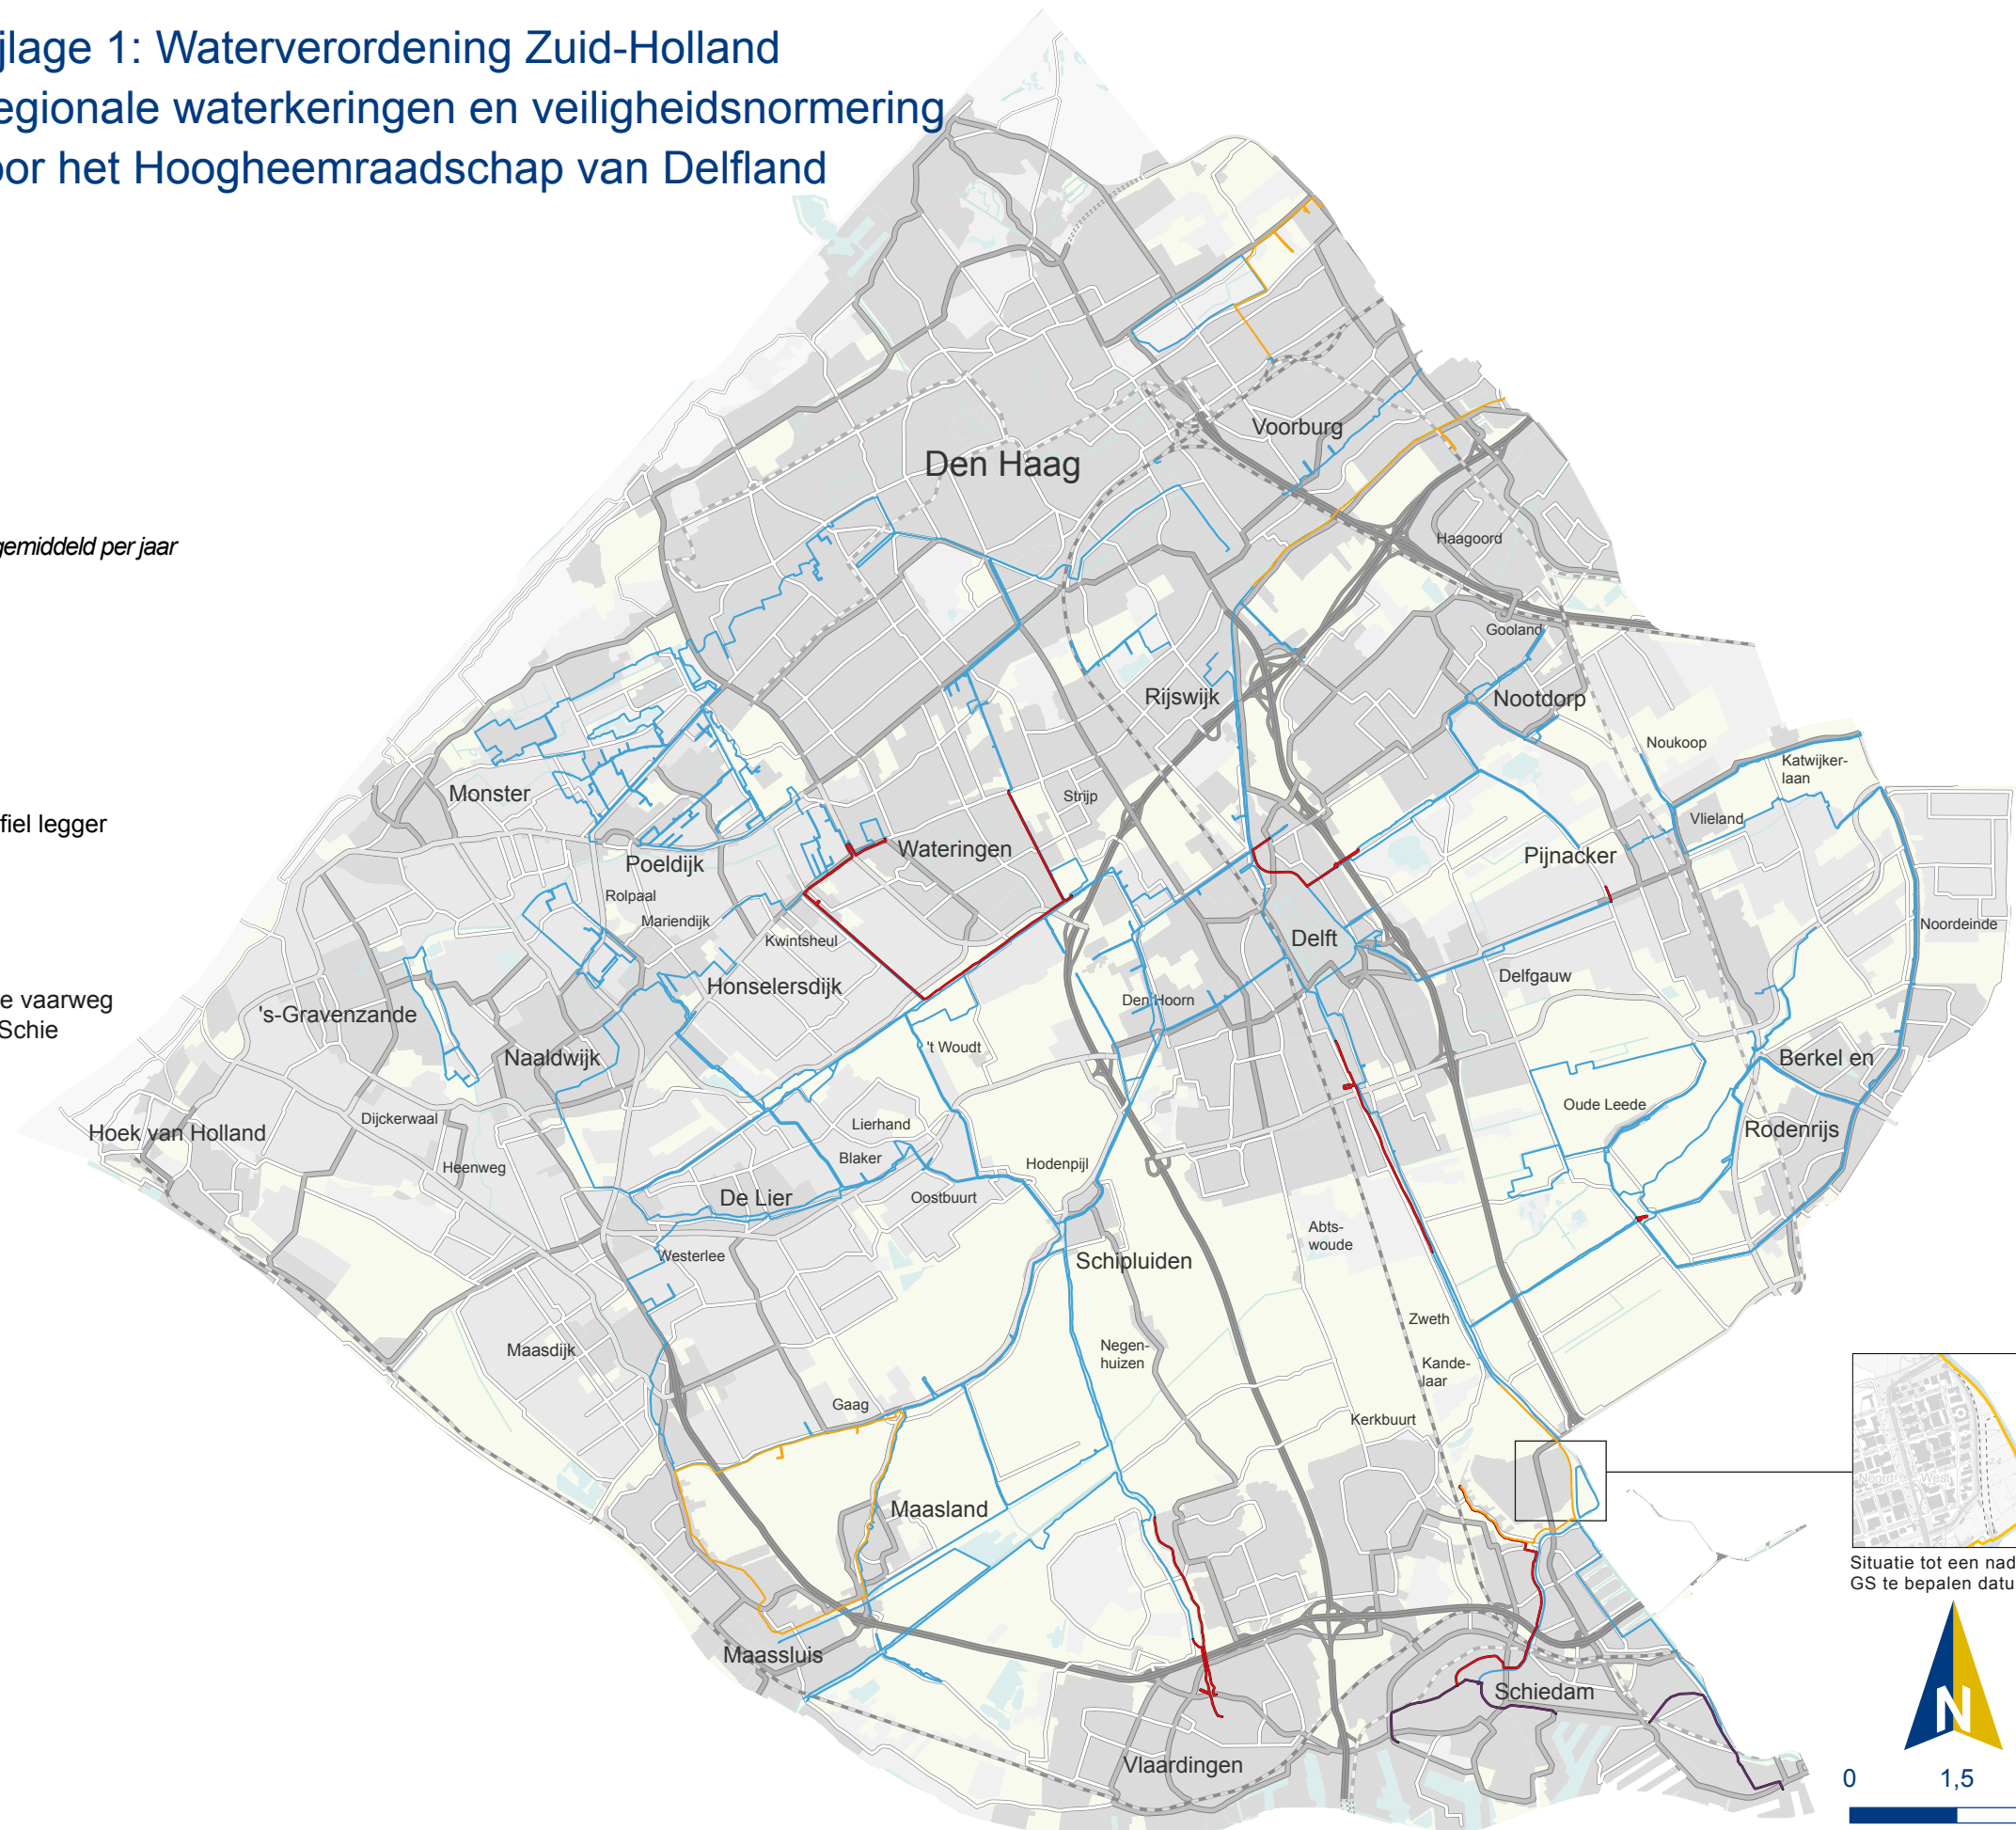 jlage 1: Waterverordening Zuid-Holland
egionale waterkeringen en veiligheidsnormering
oor het Hoogheemraadschap van Delfland
gemiddeld per jaar
fiel legger
e vaarweg
Schie
Den Haag
Voorburg
Haagoord
Gooland
Rijswijk
Nootdorp
Noukoop
Katwijker-
laan
Monster
Strijp
Vlieland
Wateringen
Pijnacker
Poeldijk
Rolpaal
Mariendijk
Kwintsheul
Delft
Noordeinde
Honselersdijk
Den Hoorn
Delfgauw
's-Gravenzande
't Woudt
Naaldwijk
Berkel en
Rodenrijs
Oude Leede
Dijckerwaal
Hoek van Holland
Lierhand
Heenweg
Blaker
Hodenpijl
De Lier
Oostbuurt
Abts-
woude
Westerlee
Schipluiden
Zweth
Maasdijk
Negen-
huizen
Kande-
laar
Gaag
Kerkbuurt
Maasland
Noord
West
Situatie tot een nad
GS te bepalen datu
Maassluis
Schiedam
Vlaardingen
N
0
1,5